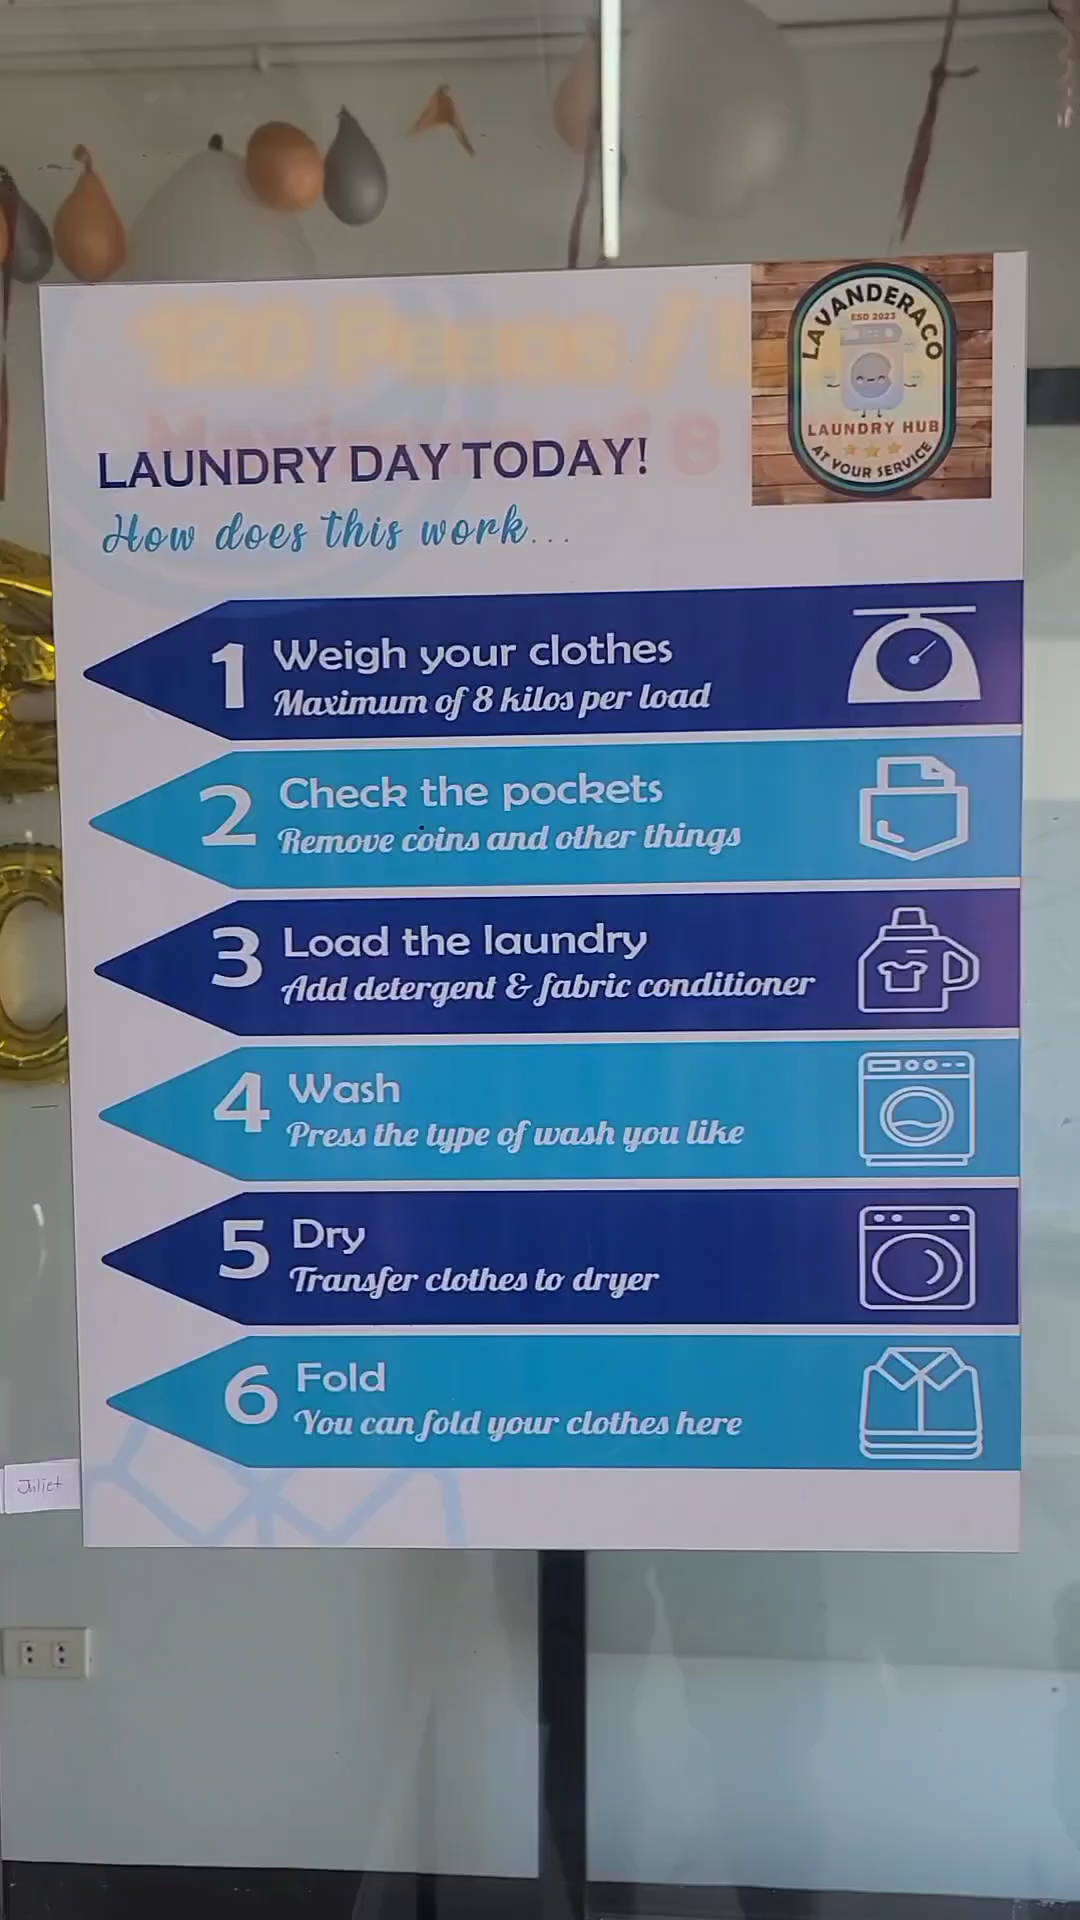 LAVANDERACO
ESD 2023
LAUNDRY HUB
AT YOUR SERVICE
LAUNDRY DAY TODAY!
How does this work...
1 Weigh your clothes
Maximum of 8 kilos per load
2 Check the pockets
Remove coins and other things
3 Load the laundry
Add detergent & fabric conditioner
4 Wash
Press the type of wash you like
5 Dry
Transfer clothes to dryer
6 Fold
You can fold your clothes here
Juliet